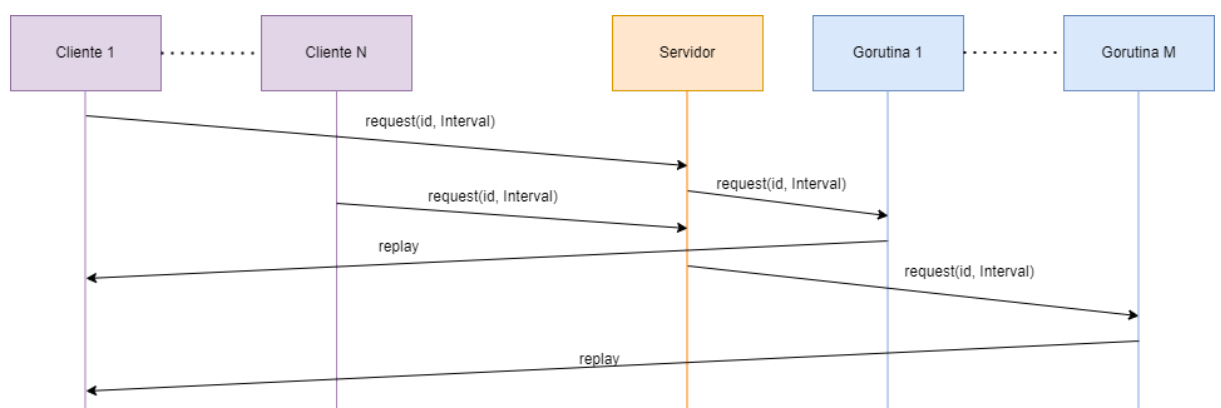 Cliente 1
Cliente N
Servidor
Gorutina 1
Gorutina M
request(id, Interval)
request(id, Interval)
request(id, Interval)
replay
request(id, Interval)
replay